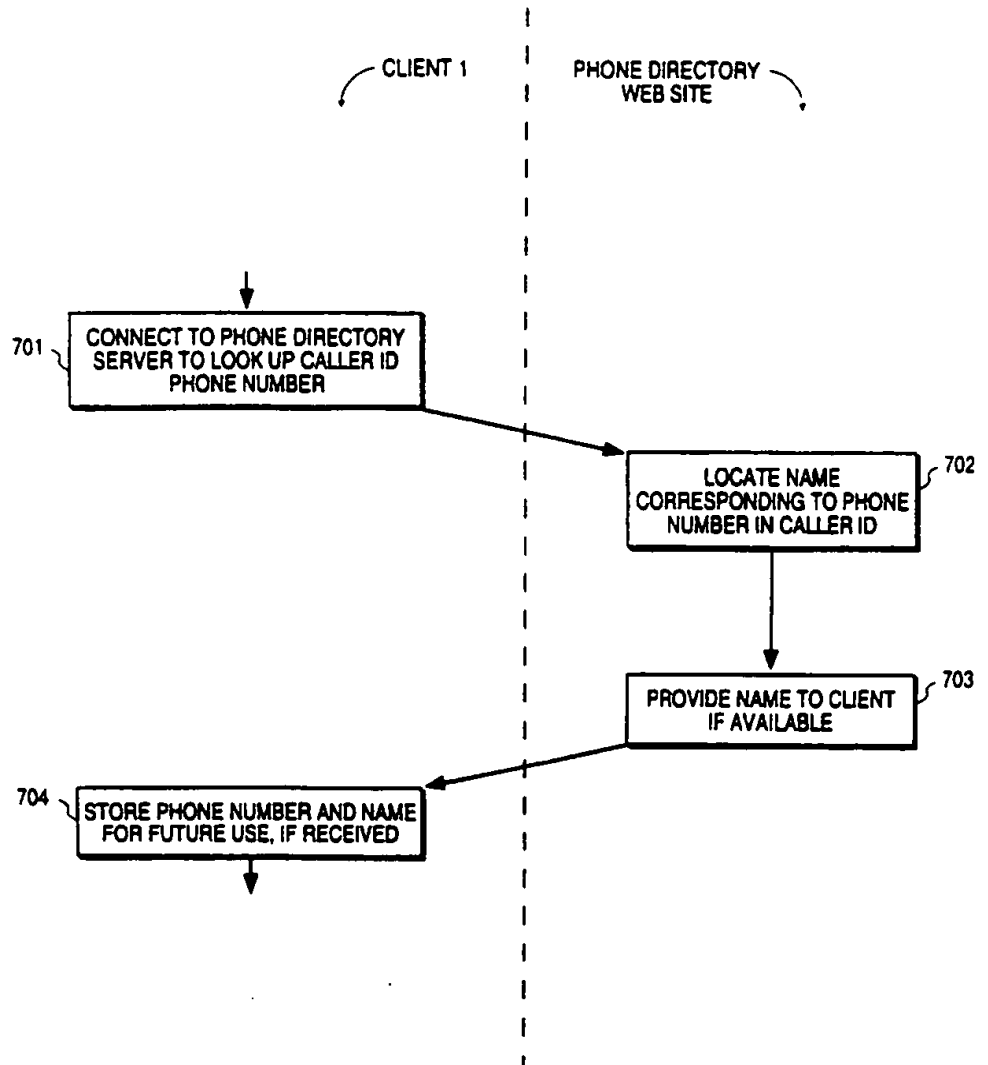 CLIENT 1
PHONE DIRECTORY
WEB SITE
701
CONNECT TO PHONE DIRECTORY
SERVER TO LOOK UP CALLER ID
PHONE NUMBER
702
LOCATE NAME
CORRESPONDING TO PHONE
NUMBER IN CALLER ID
703
PROVIDE NAME TO CLIENT
IF AVAILABLE
704
STORE PHONE NUMBER AND NAME
FOR FUTURE USE, IF RECEIVED